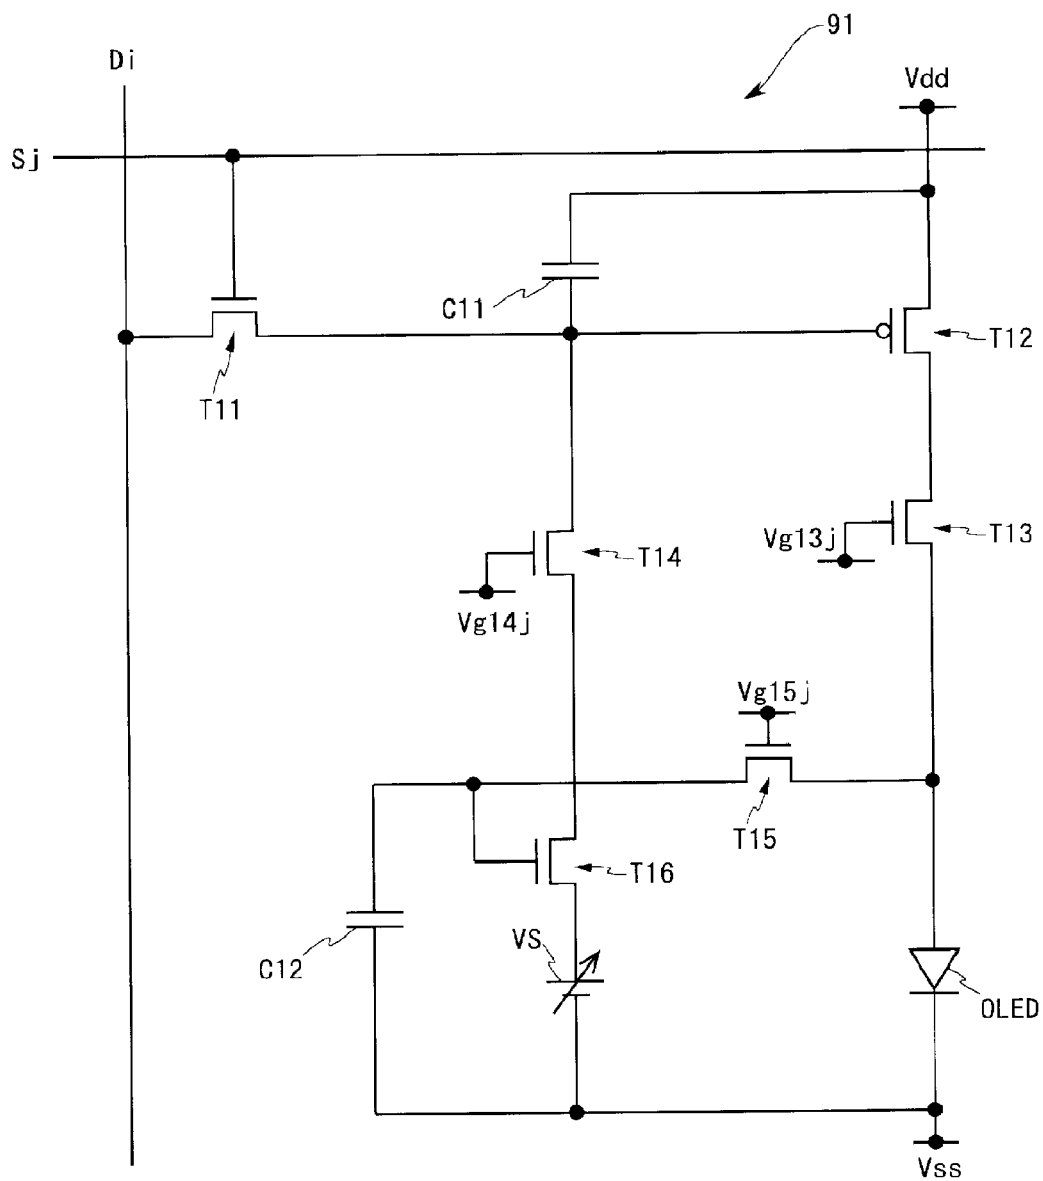 91
Di
Vdd
Sj
C11
T12
T11
Vg13j
T13
T14
Vg14j
Vg15j
T15
T16
VS
C12
OLED
Vss